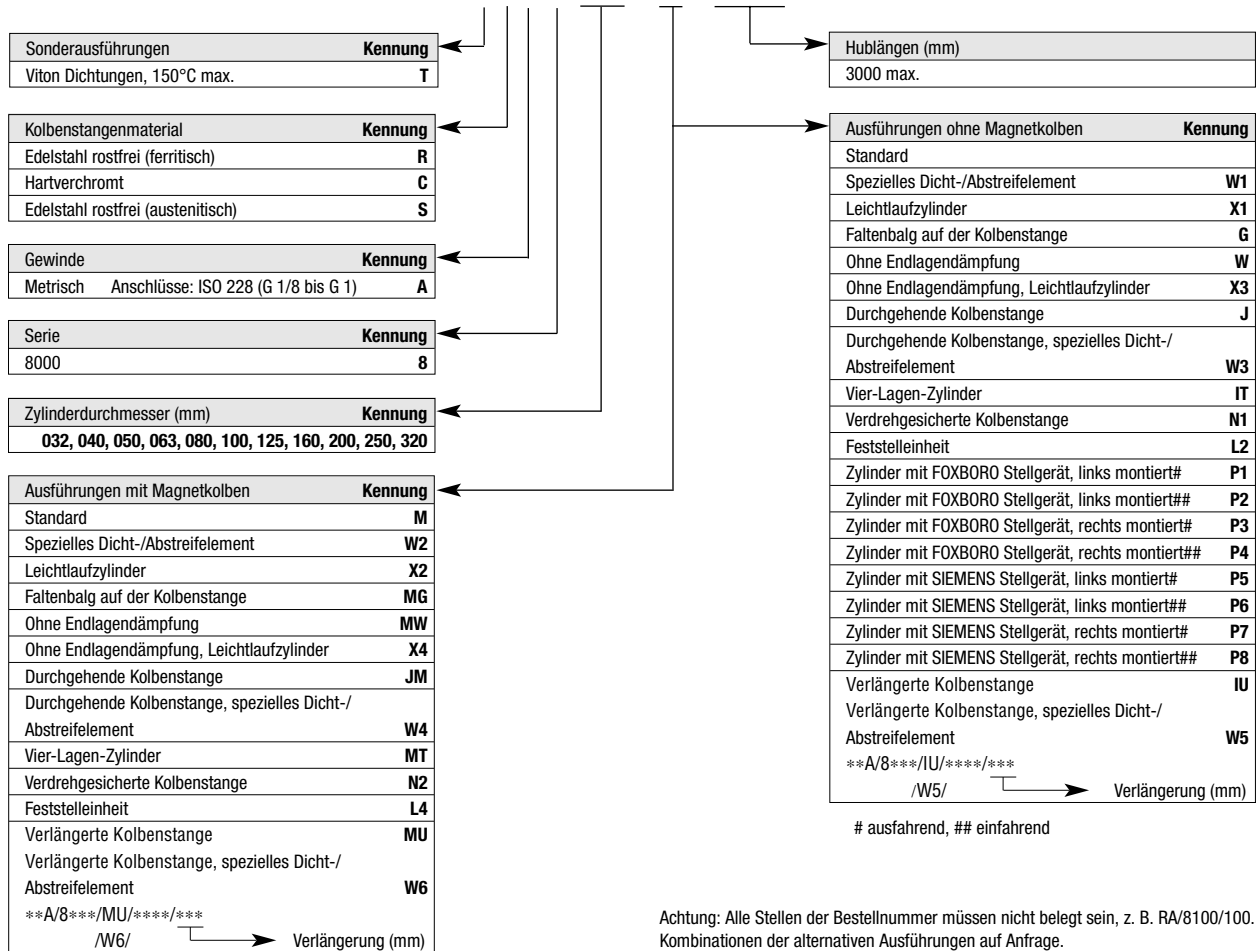 Sonderausführungen Kennung
Viton Dichtungen, 150°C max. T
Kolbenstangenmaterial Kennung
Edelstahl rostfrei (ferritisch) R
Hartverchromt C
Edelstahl rostfrei (austenitisch) S
Gewinde Kennung
Metrisch Anschlüsse: ISO 228 (G 1/8 bis G 1) A
Serie Kennung
8000 8
Zylinderdurchmesser (mm) Kennung
032, 040, 050, 063, 080, 100, 125, 160, 200, 250, 320
Ausführungen mit Magnetkolben Kennung
Standard M
Spezielles Dicht-/Abstreifelement W2
Leichtlaufzylinder X2
Faltenbalg auf der Kolbenstange MG
Ohne Endlagendämpfung MW
Ohne Endlagendämpfung, Leichtlaufzylinder X4
Durchgehende Kolbenstange JM
Durchgehende Kolbenstange, spezielles Dicht-/
Abstreifelement W4
Vier-Lagen-Zylinder MT
Verdrehgesicherte Kolbenstange N2
Feststelleinheit L4
Verlängerte Kolbenstange MU
Verlängerte Kolbenstange, spezielles Dicht-/
Abstreifelement W6
**A/8***/MU/****/***
/W6/ Verlängerung (mm)
Hublängen (mm)
3000 max.
Ausführungen ohne Magnetkolben Kennung
Standard
Spezielles Dicht-/Abstreifelement W1
Leichtlaufzylinder X1
Faltenbalg auf der Kolbenstange G
Ohne Endlagendämpfung W
Ohne Endlagendämpfung, Leichtlaufzylinder X3
Durchgehende Kolbenstange J
Durchgehende Kolbenstange, spezielles Dicht-/
Abstreifelement W3
Vier-Lagen-Zylinder IT
Verdrehgesicherte Kolbenstange N1
Feststelleinheit L2
Zylinder mit FOXBORO Stellgerät, links montiert# P1
Zylinder mit FOXBORO Stellgerät, links montiert## P2
Zylinder mit FOXBORO Stellgerät, rechts montiert# P3
Zylinder mit FOXBORO Stellgerät, rechts montiert## P4
Zylinder mit SIEMENS Stellgerät, links montiert# P5
Zylinder mit SIEMENS Stellgerät, links montiert## P6
Zylinder mit SIEMENS Stellgerät, rechts montiert# P7
Zylinder mit SIEMENS Stellgerät, rechts montiert## P8
Verlängerte Kolbenstange IU
Verlängerte Kolbenstange, spezielles Dicht-/
Abstreifelement W5
**A/8***/IU/****/***
/W5/ Verlängerung (mm)
# ausfahrend, ## einfahrend
Achtung: Alle Stellen der Bestellnummer müssen nicht belegt sein, z. B. RA/8100/100.
Kombinationen der alternativen Ausführungen auf Anfrage.